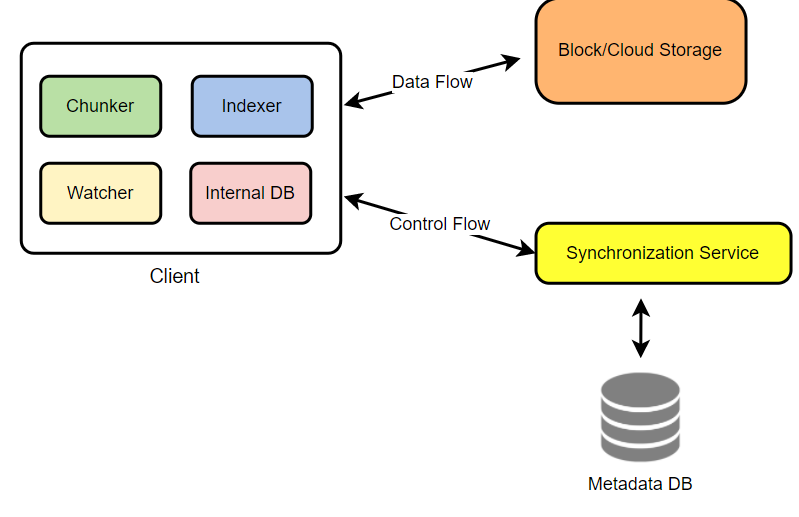 Block/Cloud Storage
Data Flow
Chunker
Indexer
Watcher
Internal DB
Control Flow
Synchronization Service
Client
Metadata DB